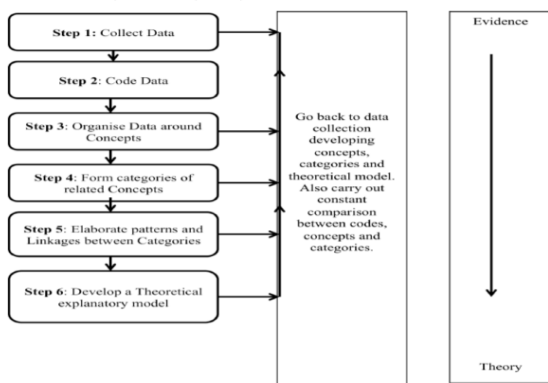 Step 1: Collect Data
Step 2: Code Data
Step 3: Organise Data around
Concepts
Step 4: Form categories of
related Concepts
Step 5: Elaborate patterns and
Linkages between Categories
Step 6: Develop a Theoretical
explanatory model
Go back to data
collection
developing
concepts,
categories and
theoretical model.
Also carry out
constant
comparison
between codes,
concepts and
categories.
Evidence
Theory